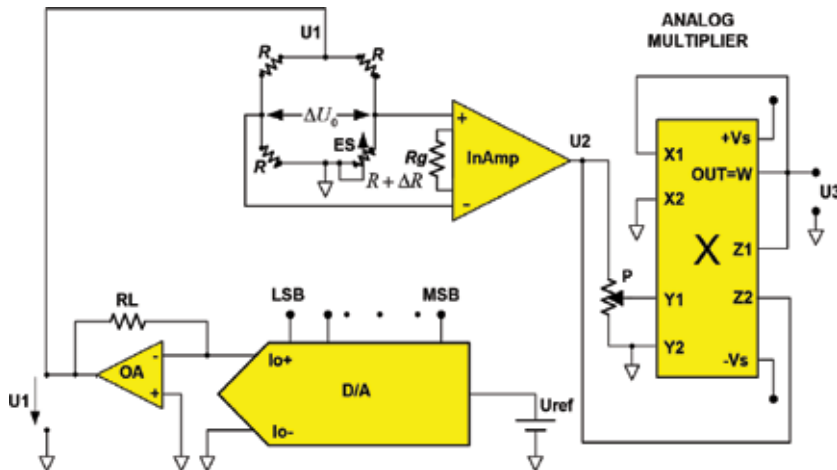 ANALOG
MULTIPLIER
U1
R
R
ΔU₀
ES
R
R + ΔR
Rg
+
InAmp
-
U2
X1
+Vs
OUT=W
X2
U3
X
Z1
P
Y1
Z2
Y2
-Vs
RL
LSB
MSB
-
OA
+
Io+
D/A
Io-
U1
Uref